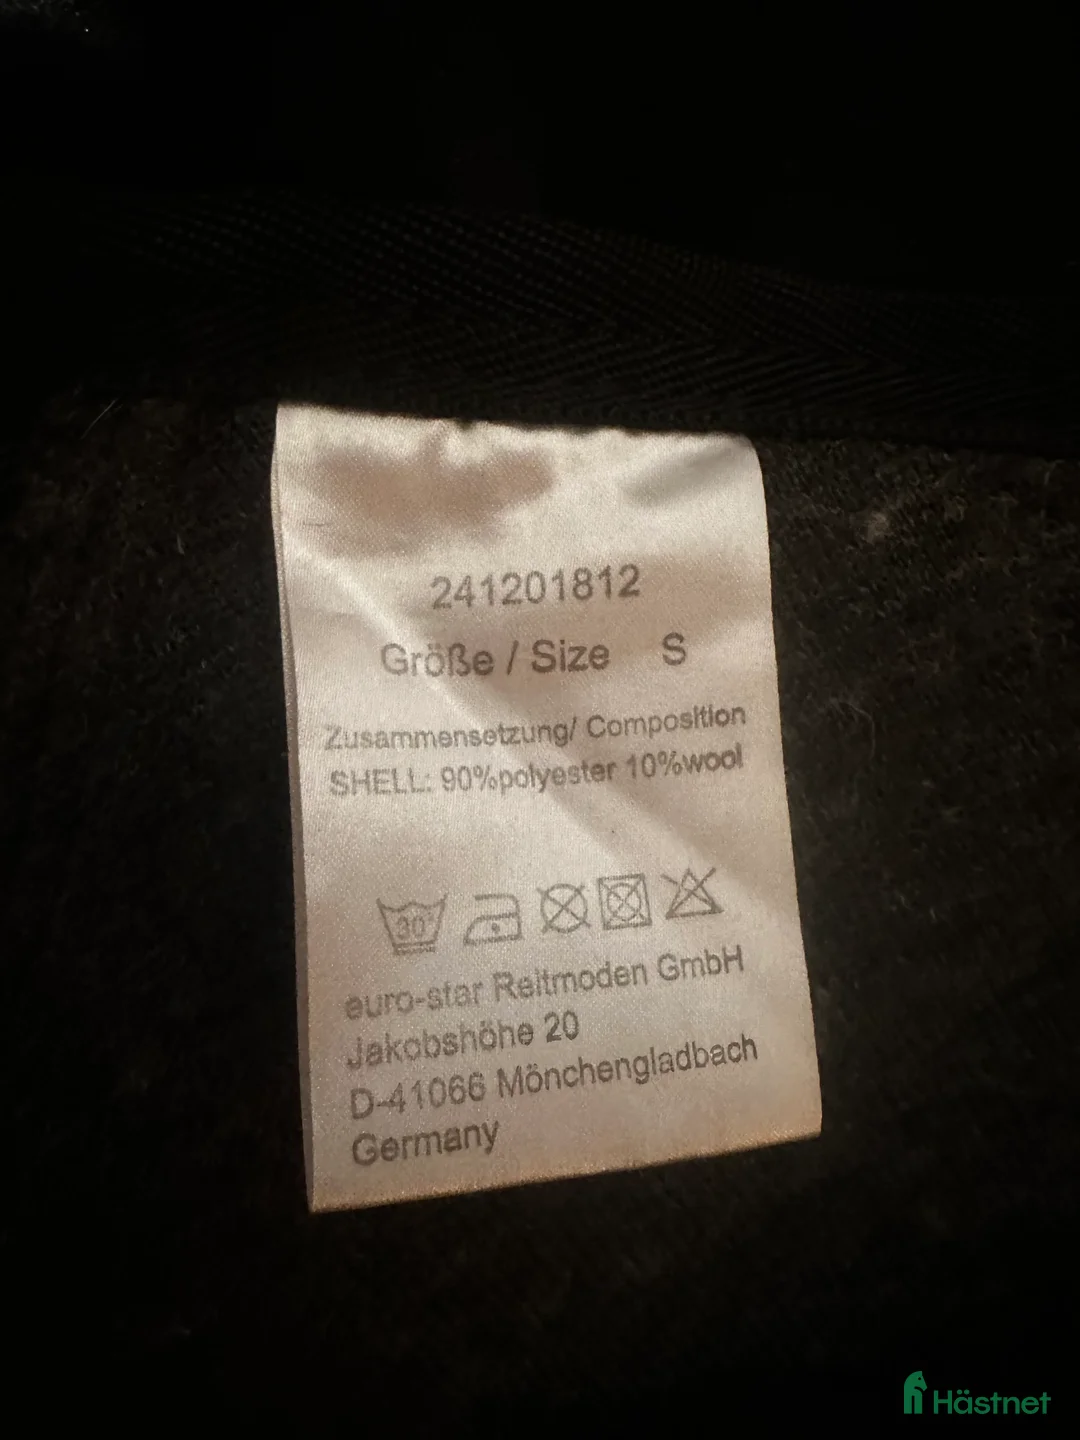 241201812
Größe / Size S
Zusammensetzung/ Composition
SHELL: 90%polyester 10%wool
30°
euro-star Reitmoden GmbH
Jakobshöhe 20
D-41066 Mönchengladbach
Germany
Hästnet